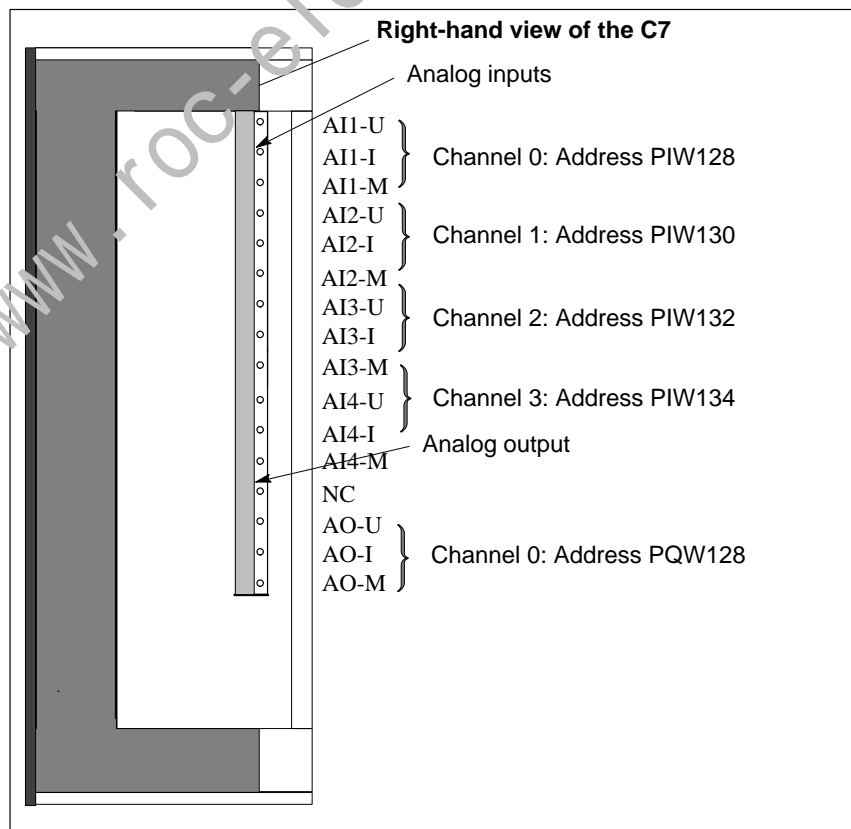 Right-hand view of the C7
Analog inputs
AI1-U
AI1-I
Channel 0: Address PIW128
AI1-M
AI2-U
AI2-I
Channel 1: Address PIW130
AI2-M
AI3-U
Channel 2: Address PIW132
AI3-I
AI3-M
AI4-U
Channel 3: Address PIW134
AI4-I
Analog output
AI4-M
NC
AO-U
AO-I
Channel 0: Address PQW128
AO-M
www.roc-ele